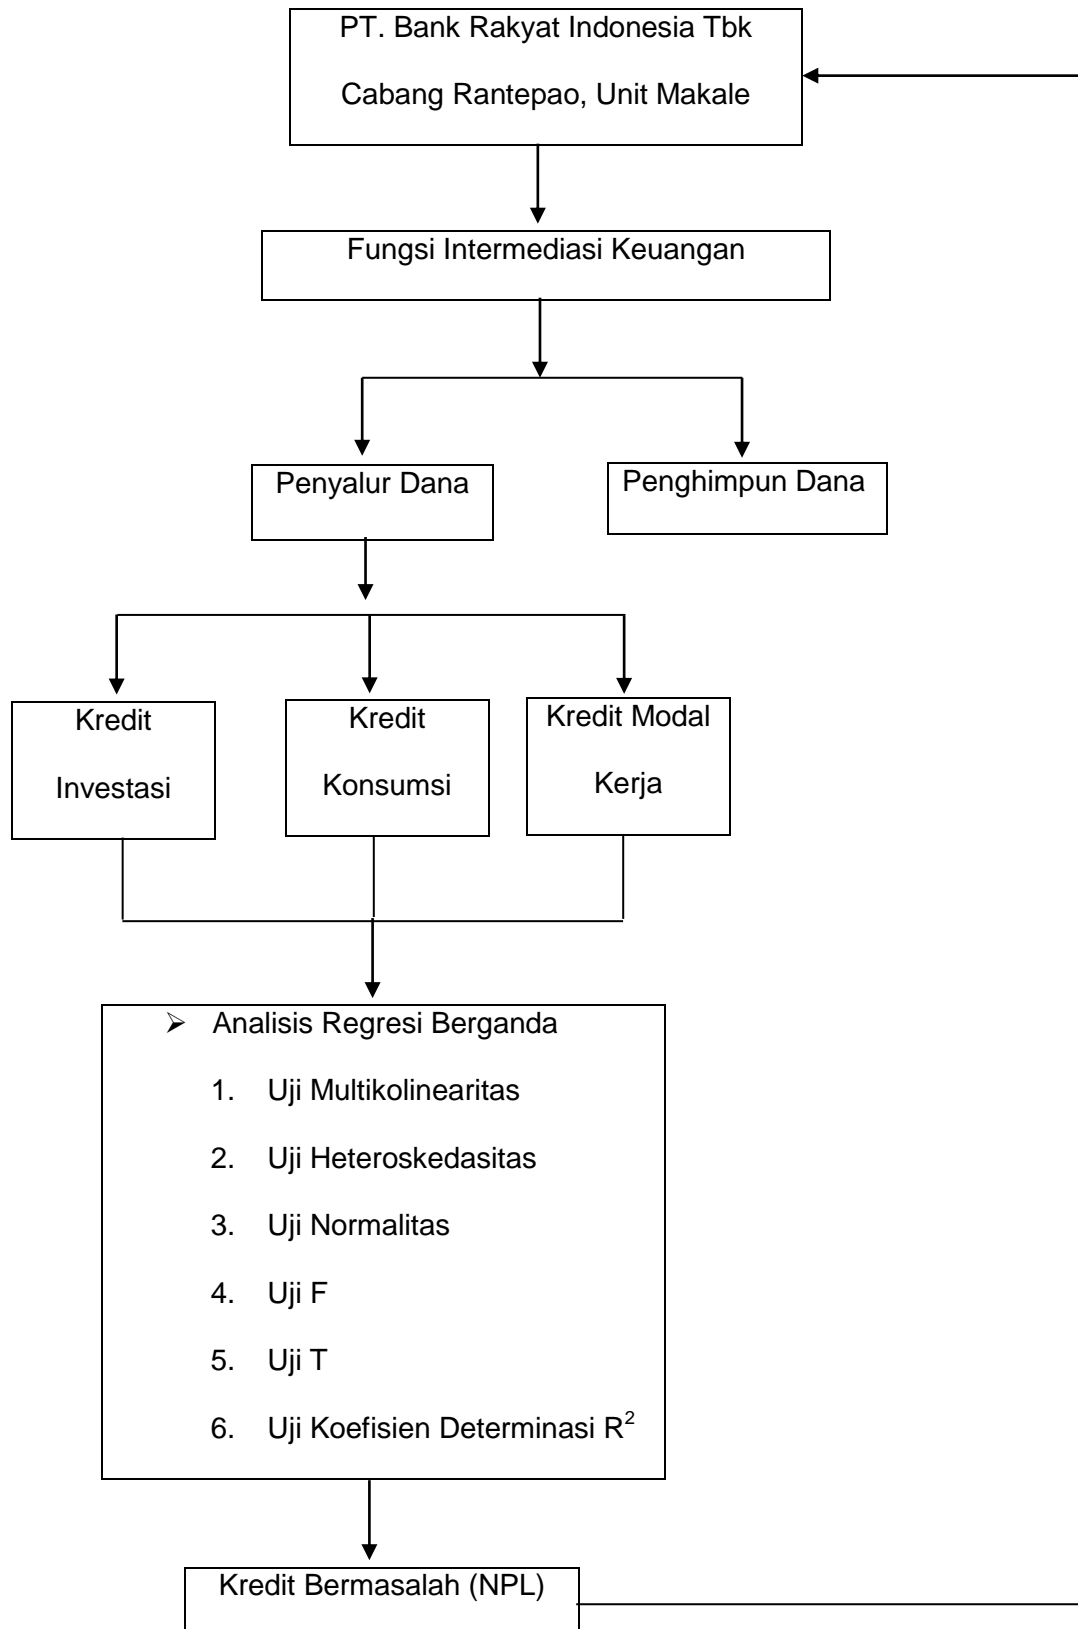 PT. Bank Rakyat Indonesia Tbk
Cabang Rantepao, Unit Makale
Fungsi Intermediasi Keuangan
Penyalur Dana
Penghimpun Dana
Kredit
Investasi
Kredit
Konsumsi
Kredit Modal
Kerja
➢ Analisis Regresi Berganda
1. Uji Multikolinearitas
2. Uji Heteroskedasitas
3. Uji Normalitas
4. Uji F
5. Uji T
6. Uji Koefisien Determinasi R²
Kredit Bermasalah (NPL)